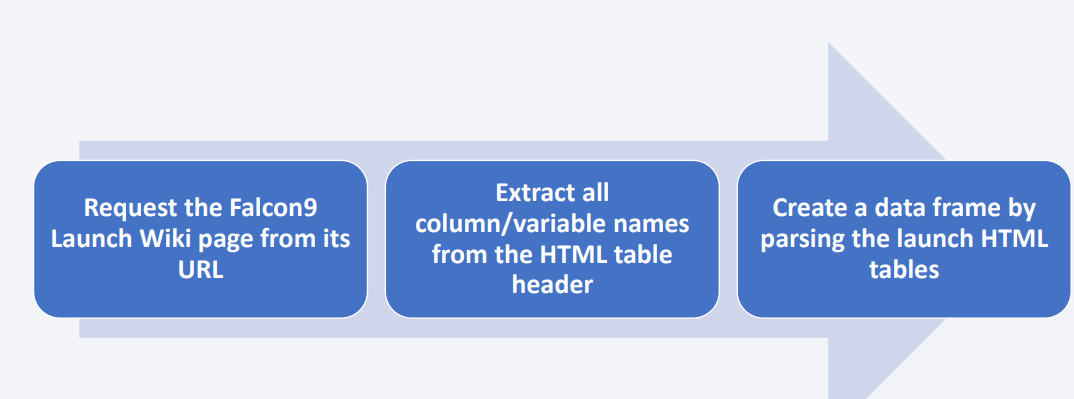 Request the Falcon9
Launch Wiki page from its
URL
Extract all
column/variable names
from the HTML table
header
Create a data frame by
parsing the launch HTML
tables